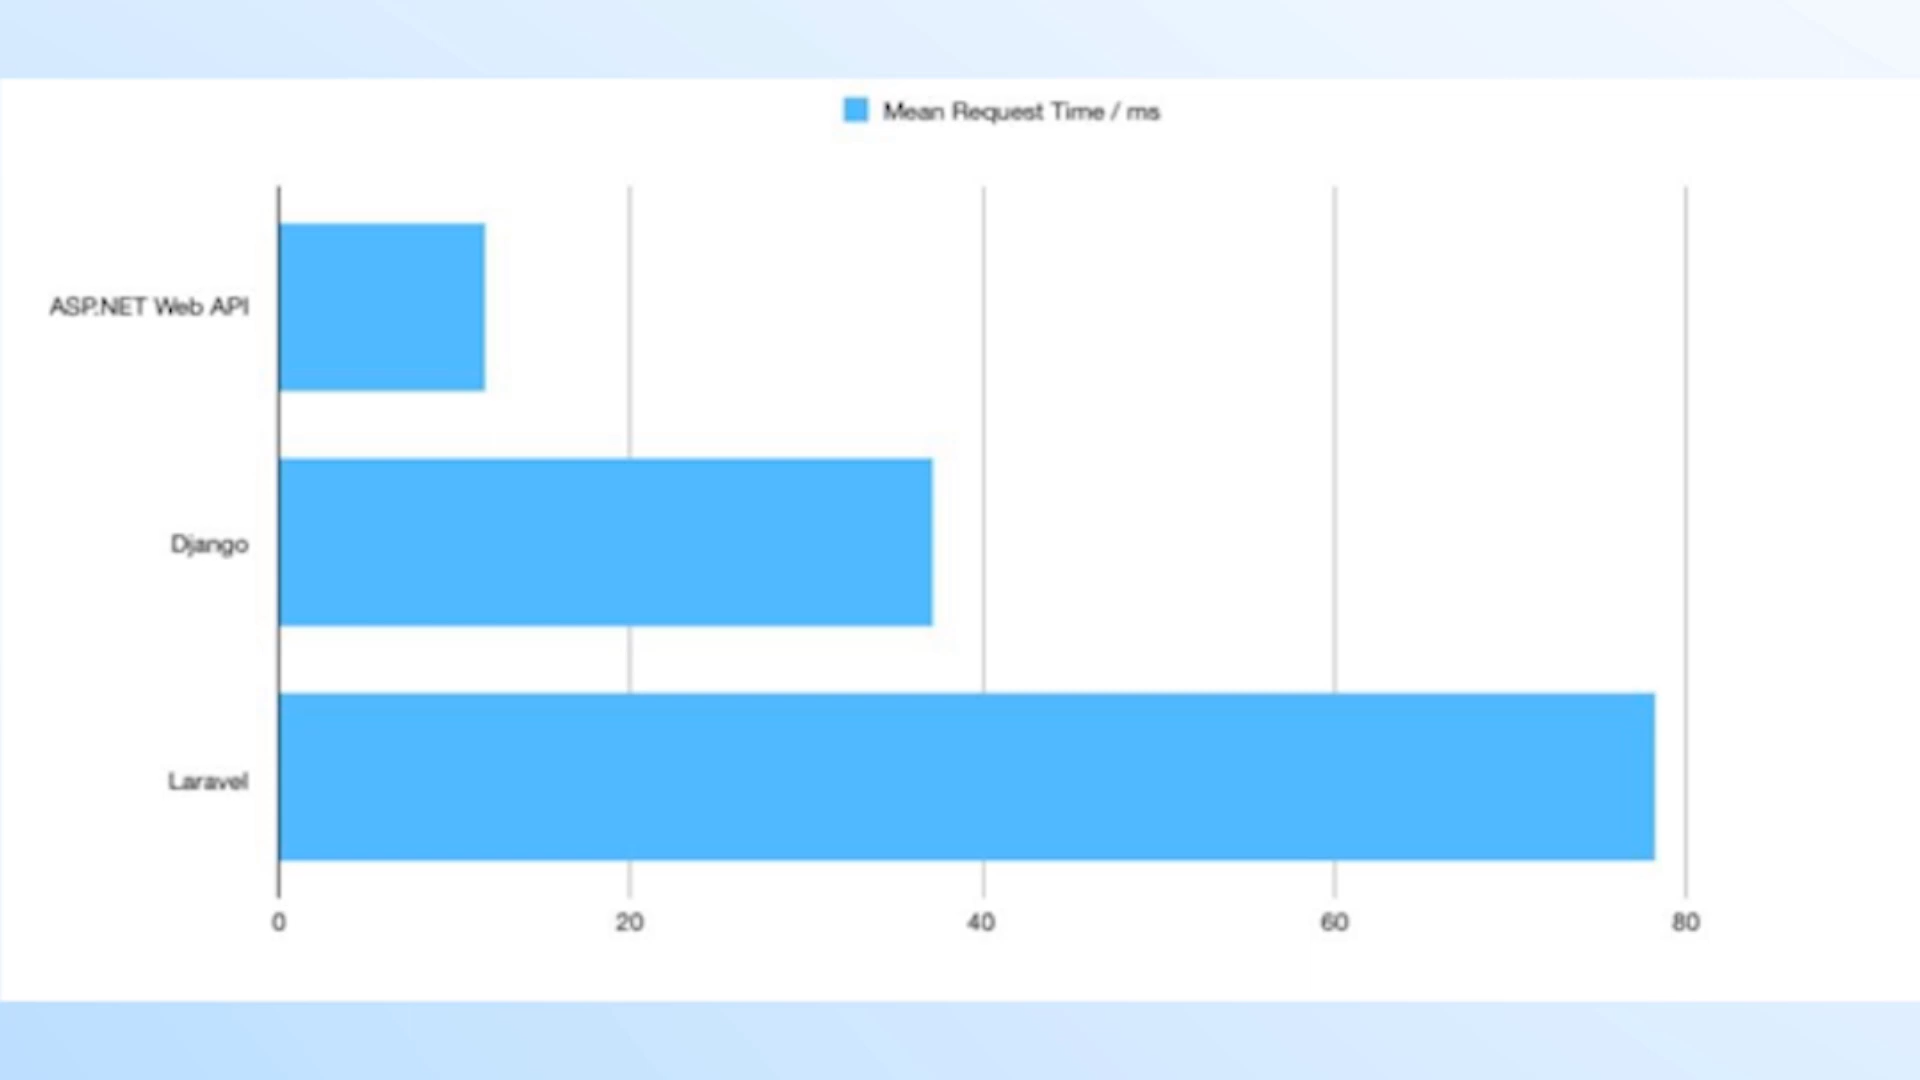 Mean Request Time / ms
ASP.NET Web API
Django
Laravel
0 20 40 60 80